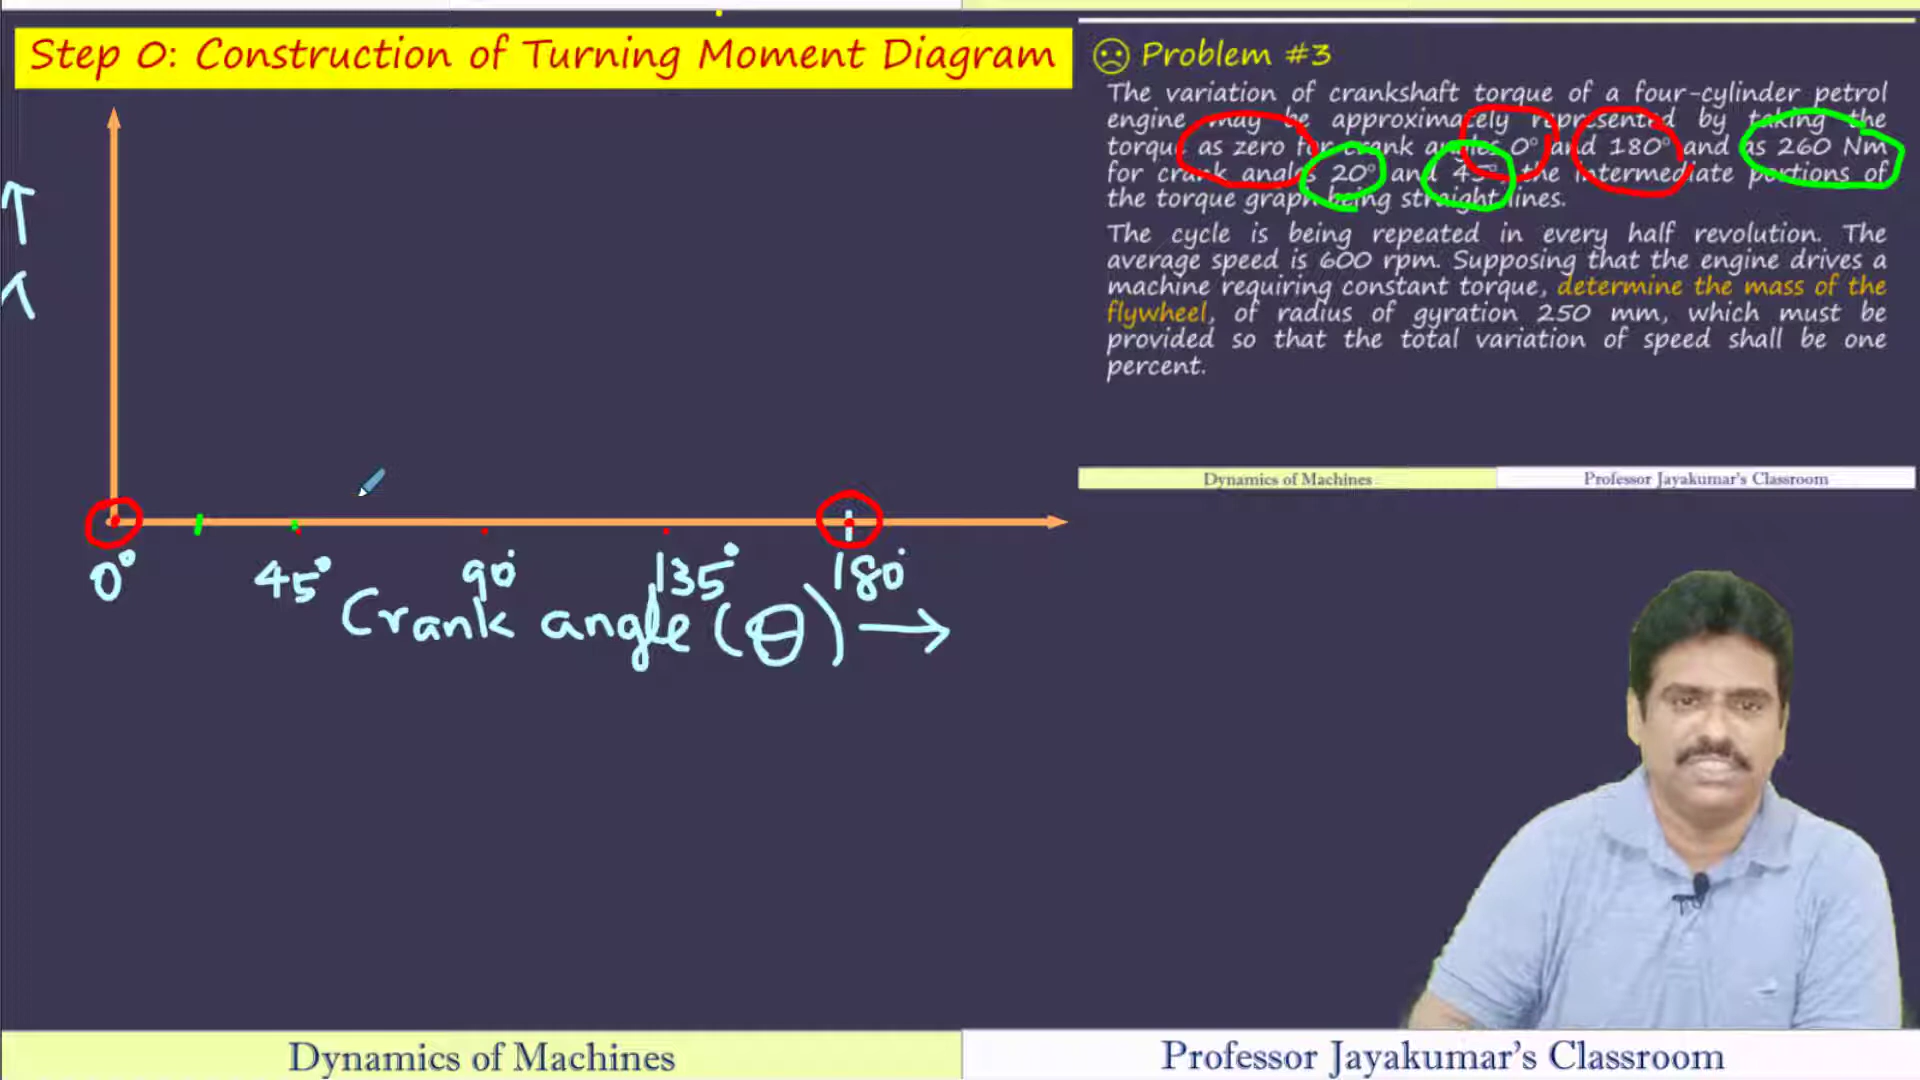 Step 0: Construction of Turning Moment Diagram
0°
45°
90°
135°
180°
Crank angle (θ) →
Problem #3
The variation of crankshaft torque of a four-cylinder petrol
engine may be approximately represented by taking the
torque as zero for crank angles 0° and 180° and as 260 Nm
for crank angles 20° and 45°, the intermediate portions of
the torque graph being straight lines.
The cycle is being repeated in every half revolution. The
average speed is 600 rpm. Supposing that the engine drives a
machine requiring constant torque, determine the mass of the
flywheel, of radius of gyration 250 mm, which must be
provided so that the total variation of speed shall be one
percent.
Dynamics of Machines
Professor Jayakumar's Classroom
Dynamics of Machines
Professor Jayakumar's Classroom